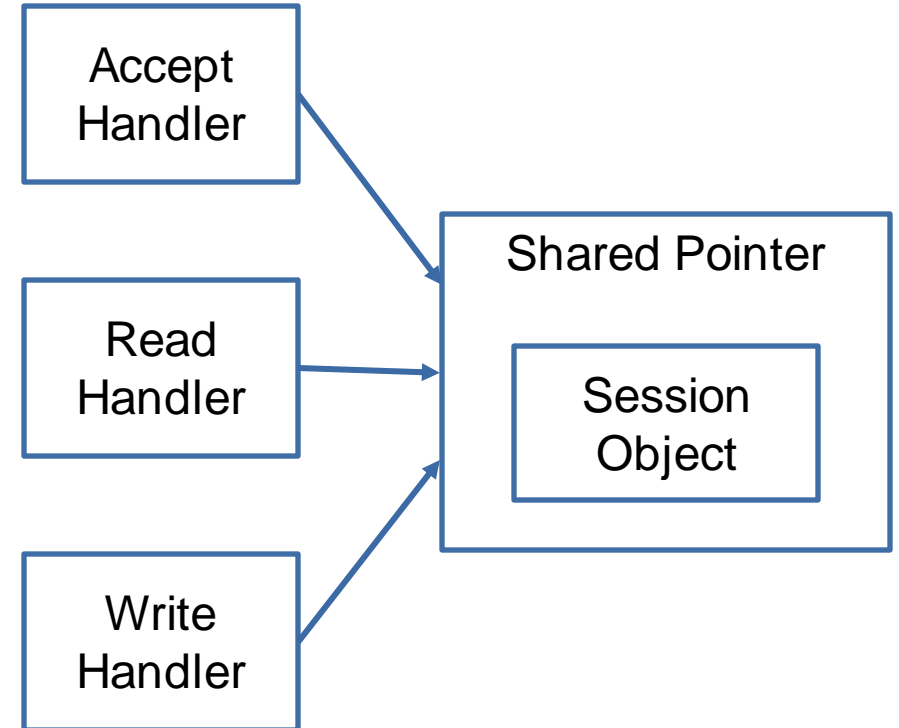 Accept
Handler
Shared Pointer
Read
Handler
Session
Object
Write
Handler